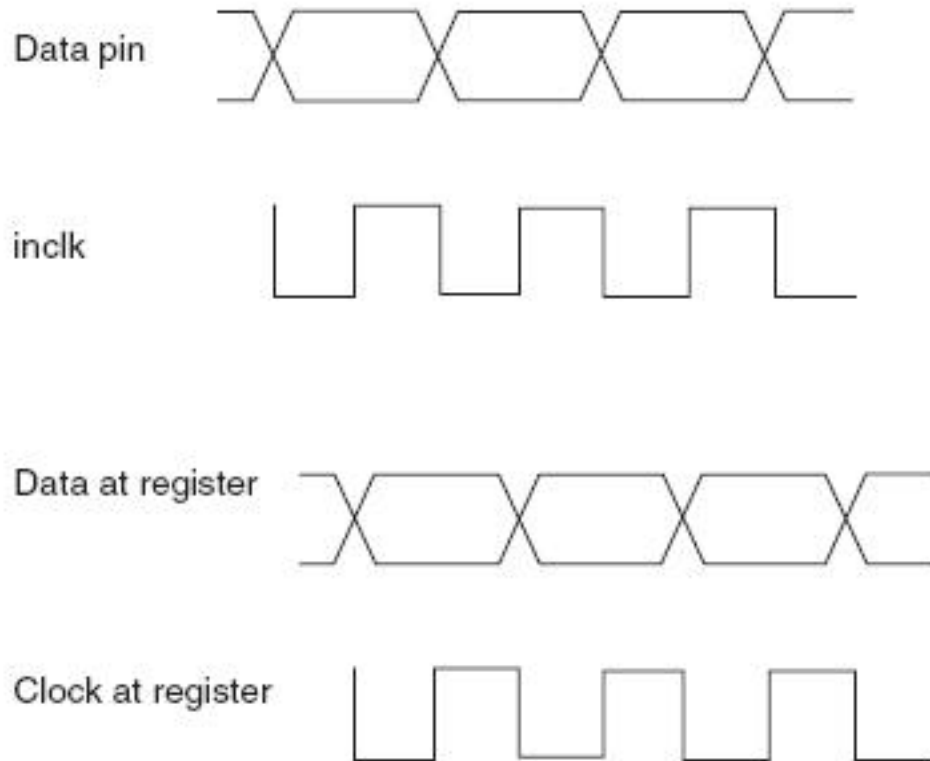 Data pin
inclk
Data at register
Clock at register